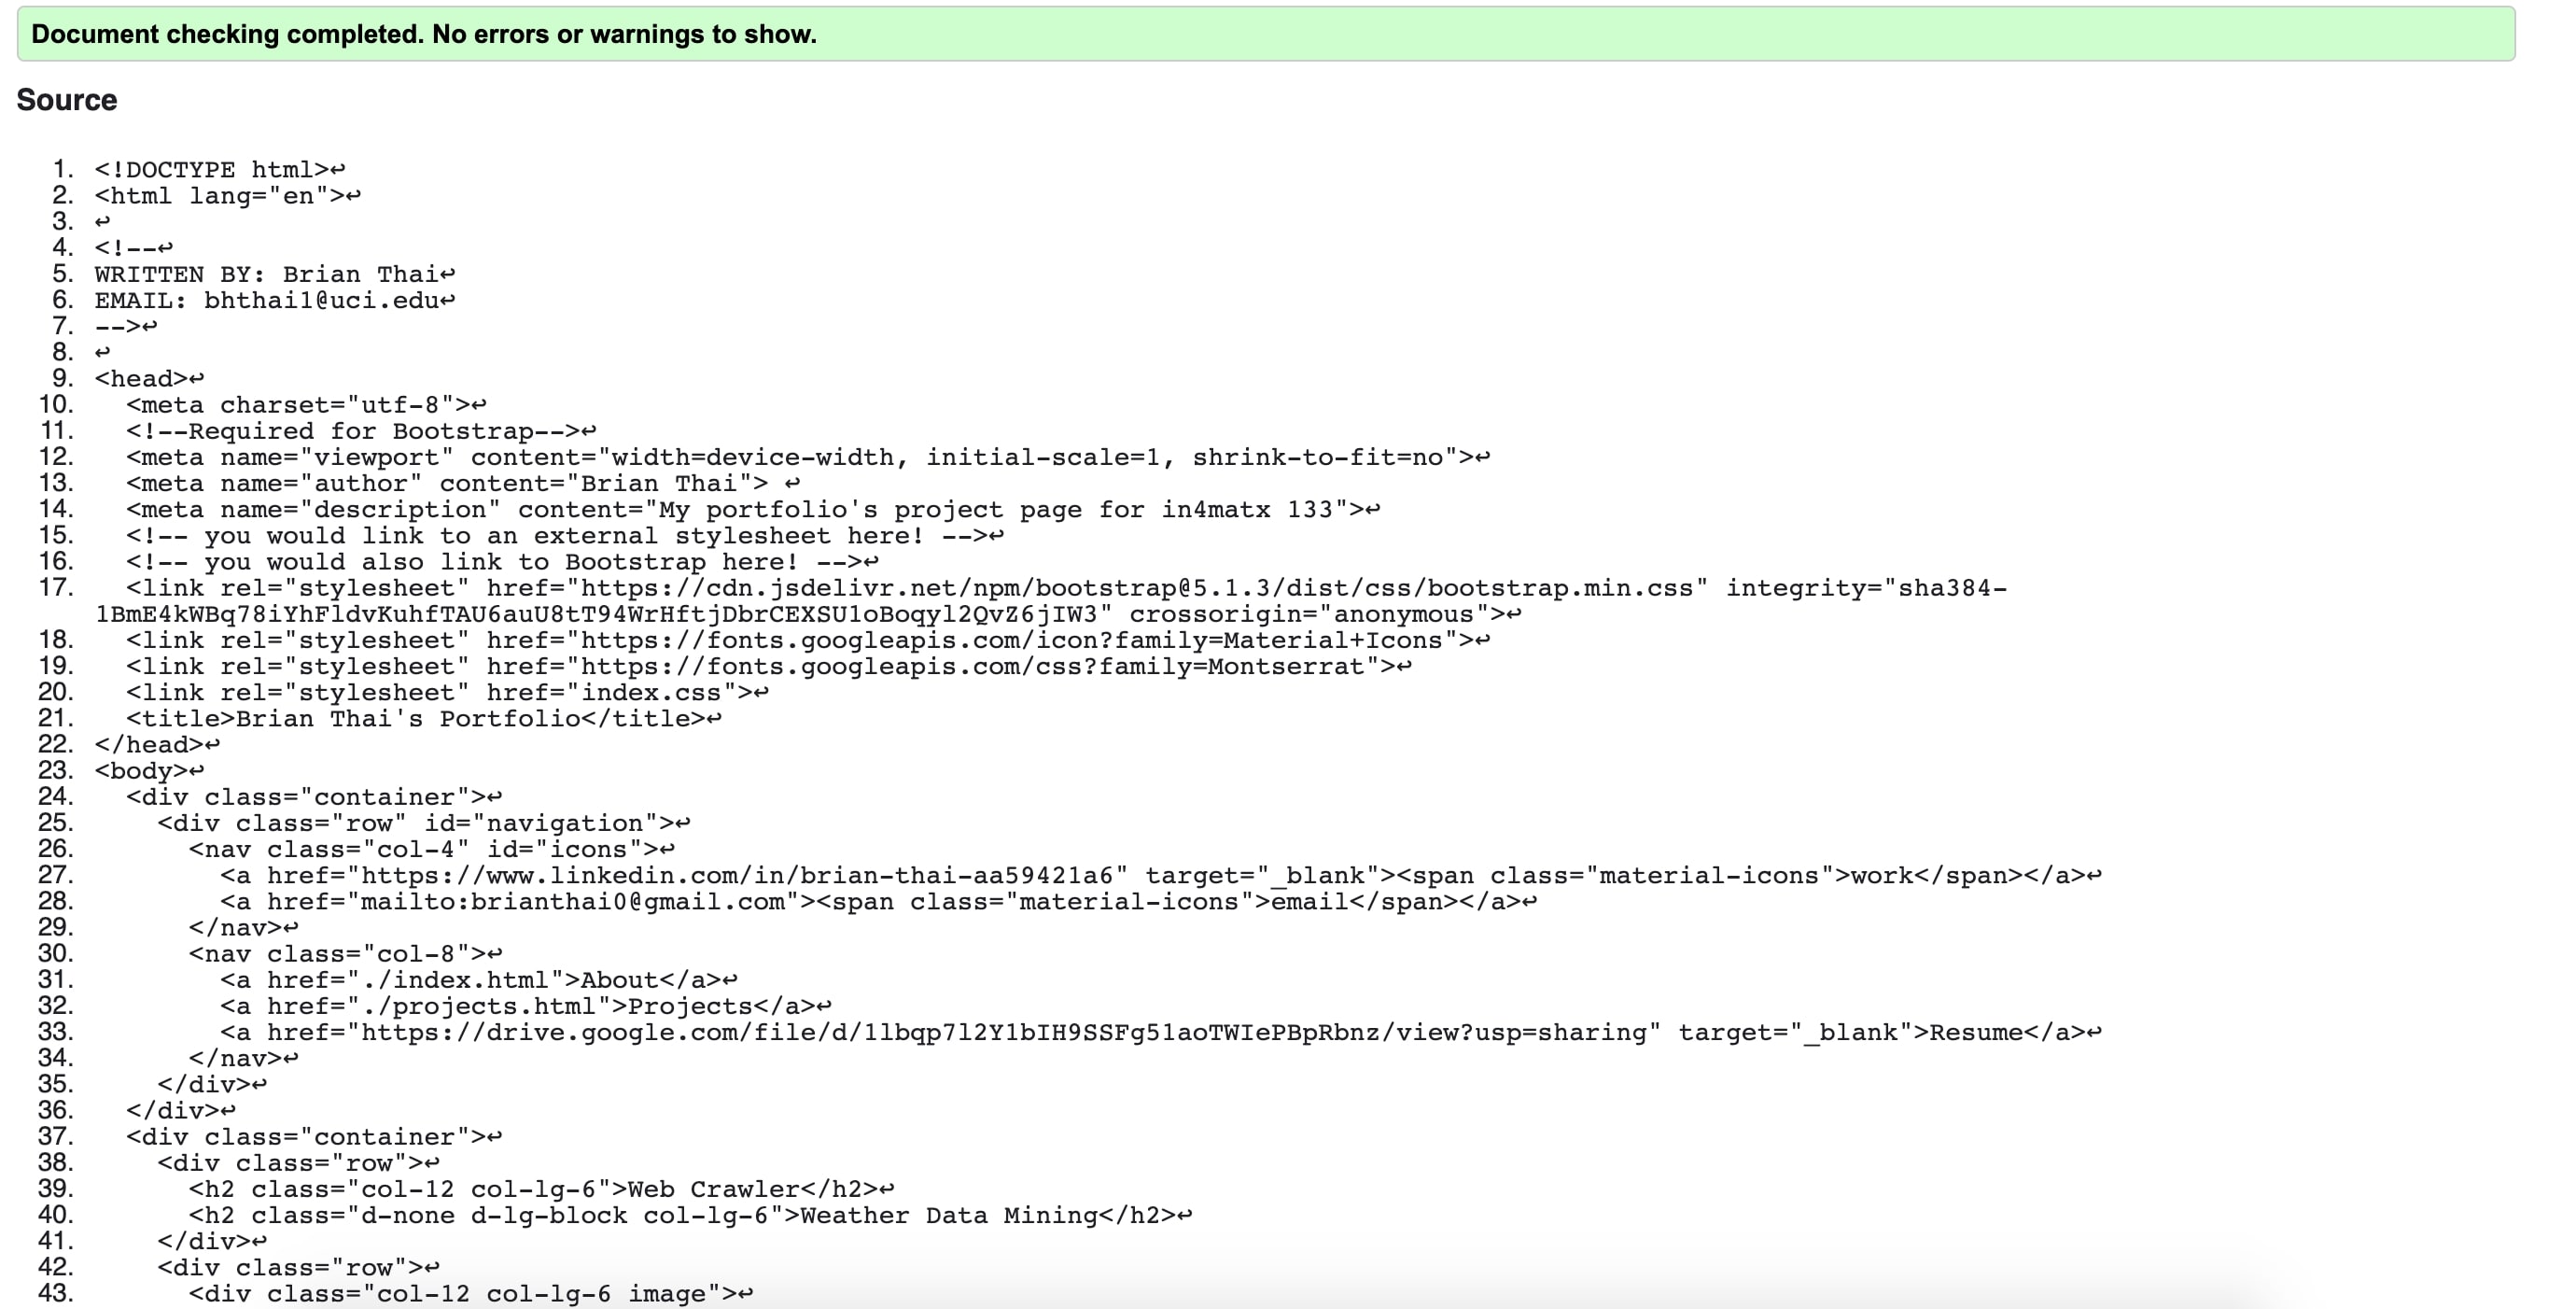 Document checking completed. No errors or warnings to show.
Source
1. <!DOCTYPE html>↩
2. <html lang="en">↩
3. ↩
4. <!--↩
5. WRITTEN BY: Brian Thai↩
6. EMAIL: bhthai1@uci.edu↩
7. -->↩
8. ↩
9. <head>↩
10.   <meta charset="utf-8">↩
11.   <!--Required for Bootstrap-->↩
12.   <meta name="viewport" content="width=device-width, initial-scale=1, shrink-to-fit=no">↩
13.   <meta name="author" content="Brian Thai"> ↩
14.   <meta name="description" content="My portfolio's project page for in4matx 133">↩
15.   <!-- you would link to an external stylesheet here! -->↩
16.   <!-- you would also link to Bootstrap here! -->↩
17.   <link rel="stylesheet" href="https://cdn.jsdelivr.net/npm/bootstrap@5.1.3/dist/css/bootstrap.min.css" integrity="sha384-
1BmE4kWBq78iYhFldvKuhfTAU6auU8tT94WrHftjDbrCEXSU1oBoqyl2QvZ6jIW3" crossorigin="anonymous">↩
18.   <link rel="stylesheet" href="https://fonts.googleapis.com/icon?family=Material+Icons">↩
19.   <link rel="stylesheet" href="https://fonts.googleapis.com/css?family=Montserrat">↩
20.   <link rel="stylesheet" href="index.css">↩
21.   <title>Brian Thai's Portfolio</title>↩
22. </head>↩
23. <body>↩
24.   <div class="container">↩
25.     <div class="row" id="navigation">↩
26.       <nav class="col-4" id="icons">↩
27.         <a href="https://www.linkedin.com/in/brian-thai-aa59421a6" target="_blank"><span class="material-icons">work</span></a>↩
28.         <a href="mailto:brianthai0@gmail.com"><span class="material-icons">email</span></a>↩
29.       </nav>↩
30.       <nav class="col-8">↩
31.         <a href="./index.html">About</a>↩
32.         <a href="./projects.html">Projects</a>↩
33.         <a href="https://drive.google.com/file/d/1lbqp7l2Y1bIH9SSFg51aoTWIePBpRbnz/view?usp=sharing" target="_blank">Resume</a>↩
34.       </nav>↩
35.     </div>↩
36.   </div>↩
37.   <div class="container">↩
38.     <div class="row">↩
39.       <h2 class="col-12 col-lg-6">Web Crawler</h2>↩
40.       <h2 class="d-none d-lg-block col-lg-6">Weather Data Mining</h2>↩
41.     </div>↩
42.     <div class="row">↩
43.       <div class="col-12 col-lg-6 image">↩